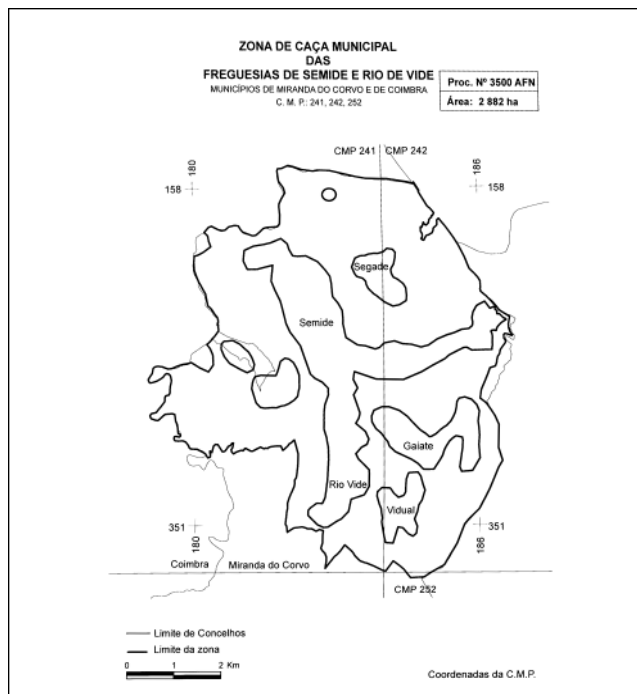 ZONA DE CAÇA MUNICIPAL
DAS
FREGUESIAS DE SEMIDE E RIO DE VIDE
MUNICÍPIOS DE MIRANDA DO CORVO E DE COIMBRA
C. M. P.: 241, 242, 252
Proc. Nº 3500 AFN
Área: 2 882 ha
CMP 241
CMP 242
180
186
158
158
Segade
Semide
Gaiate
Rio Vide
Vidual
351
351
180
186
Coimbra
Miranda do Corvo
CMP 252
Limite de Concelhos
Limite da zona
0 1 2 Km
Coordenadas da C.M.P.